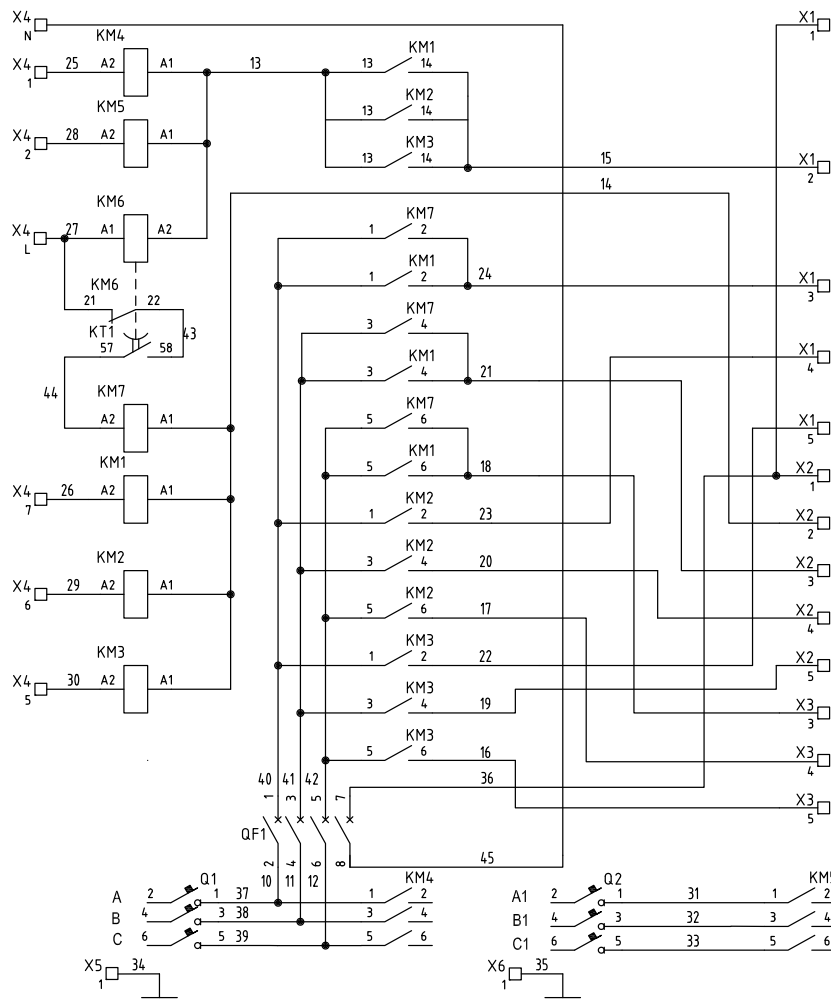 X4 N X1 1
KM4 KM1
X4 1 25 A2 A1 13 13 14
KM2
13 14
KM5 KM3
X4 2 28 A2 A1 13 14 15 X1 2
14
KM6 KM7
X4 L 27 A1 A2 1 2
KM6 KM1
21 22 1 2 24 X1 3
KT1 43 KM7
57 58 3 4 X1 4
44 KM1
3 4 21
KM7 KM7
A2 A1 5 6 X1 5
KM1 KM1
5 6 18 X2 1
X4 7 26 A2 A1
KM2
1 2 23 X2 2
KM2 KM2
3 4 20 X2 3
X4 6 29 A2 A1
KM2
5 6 17 X2 4
KM3 KM3
1 2 22 X2 5
X4 5 30 A2 A1
KM3
3 4 19 X3 3
KM3
5 6 16 X3 4
40 41 42 36
1 3 5 7 X3 5
QF1
2 4 6 8 45
10 11 12
Q1 KM4 Q2 KM5
A 2 1 37 1 2 A1 2 1 31 1 2
B 4 3 38 3 4 B1 4 3 32 3 4
C 6 5 39 5 6 C1 6 5 33 5 6
X5 1 34 X6 1 35